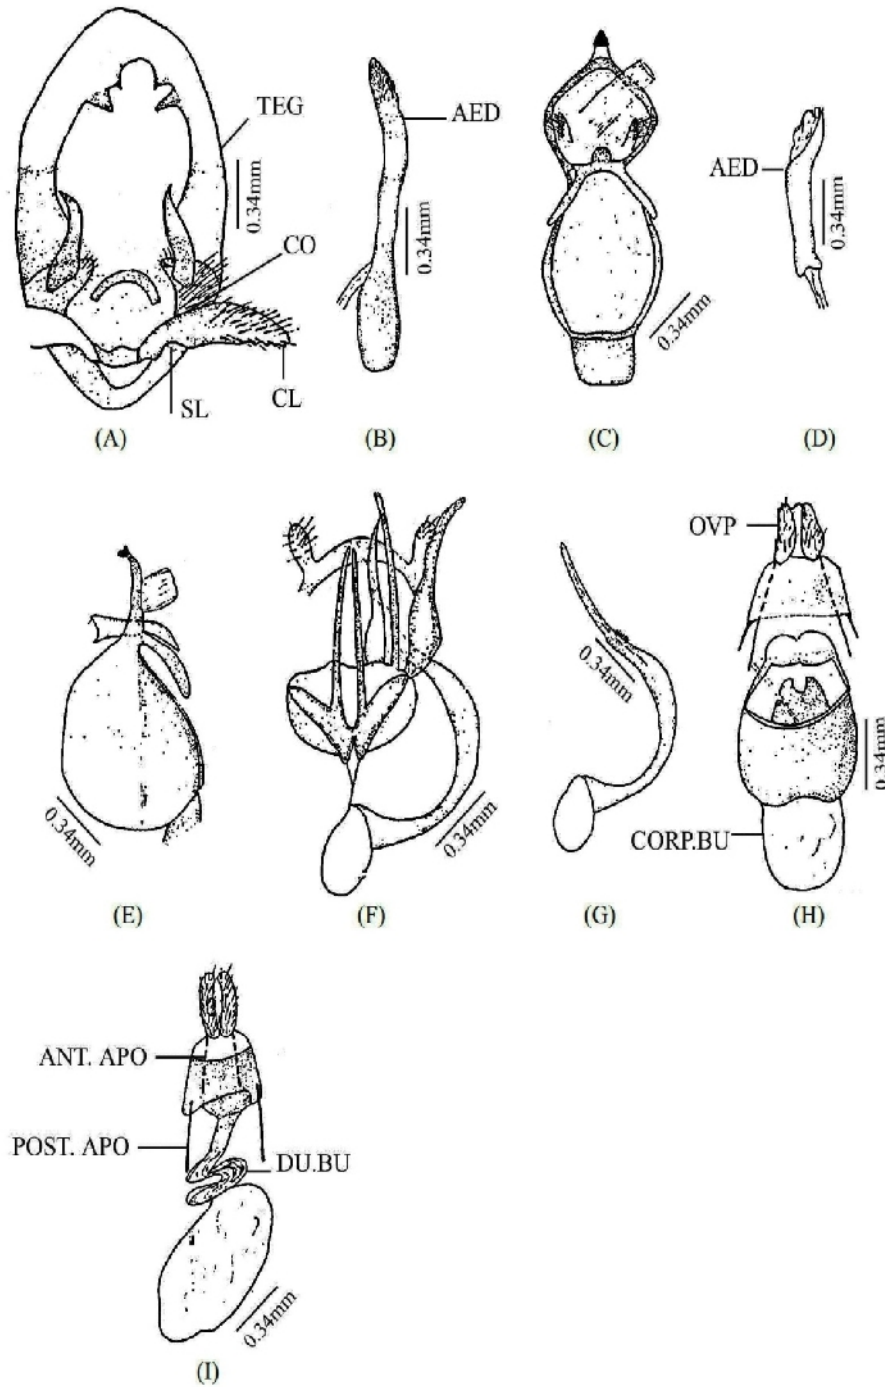 TEG
0.34mm
CO
SL
CL
(A)
AED
0.34mm
(B)
0.34mm
(C)
AED
0.34mm
(D)
0.34mm
(E)
0.34mm
(F)
0.34mm
(G)
OVP
0.34mm
CORP.BU
(H)
ANT. APO
POST. APO
DU.BU
0.34mm
(I)